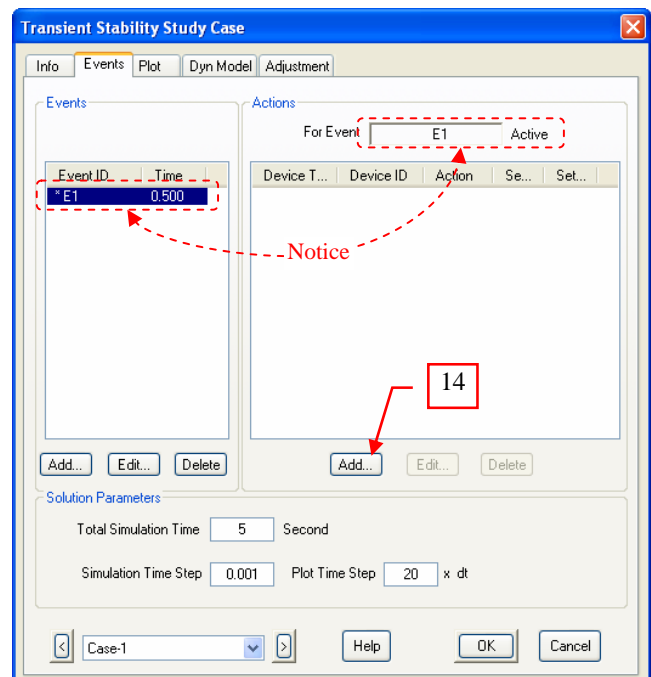 Transient Stability Study Case
Info Events Plot Dyn Model Adjustment
Events
Event ID Time
* E1 0.500
Add... Edit... Delete
Actions
For Event E1 Active
Device T... Device ID Action Se... Set...
Notice
14
Add... Edit... Delete
Solution Parameters
Total Simulation Time 5 Second
Simulation Time Step 0.001 Plot Time Step 20 x dt
< Case-1 > Help OK Cancel